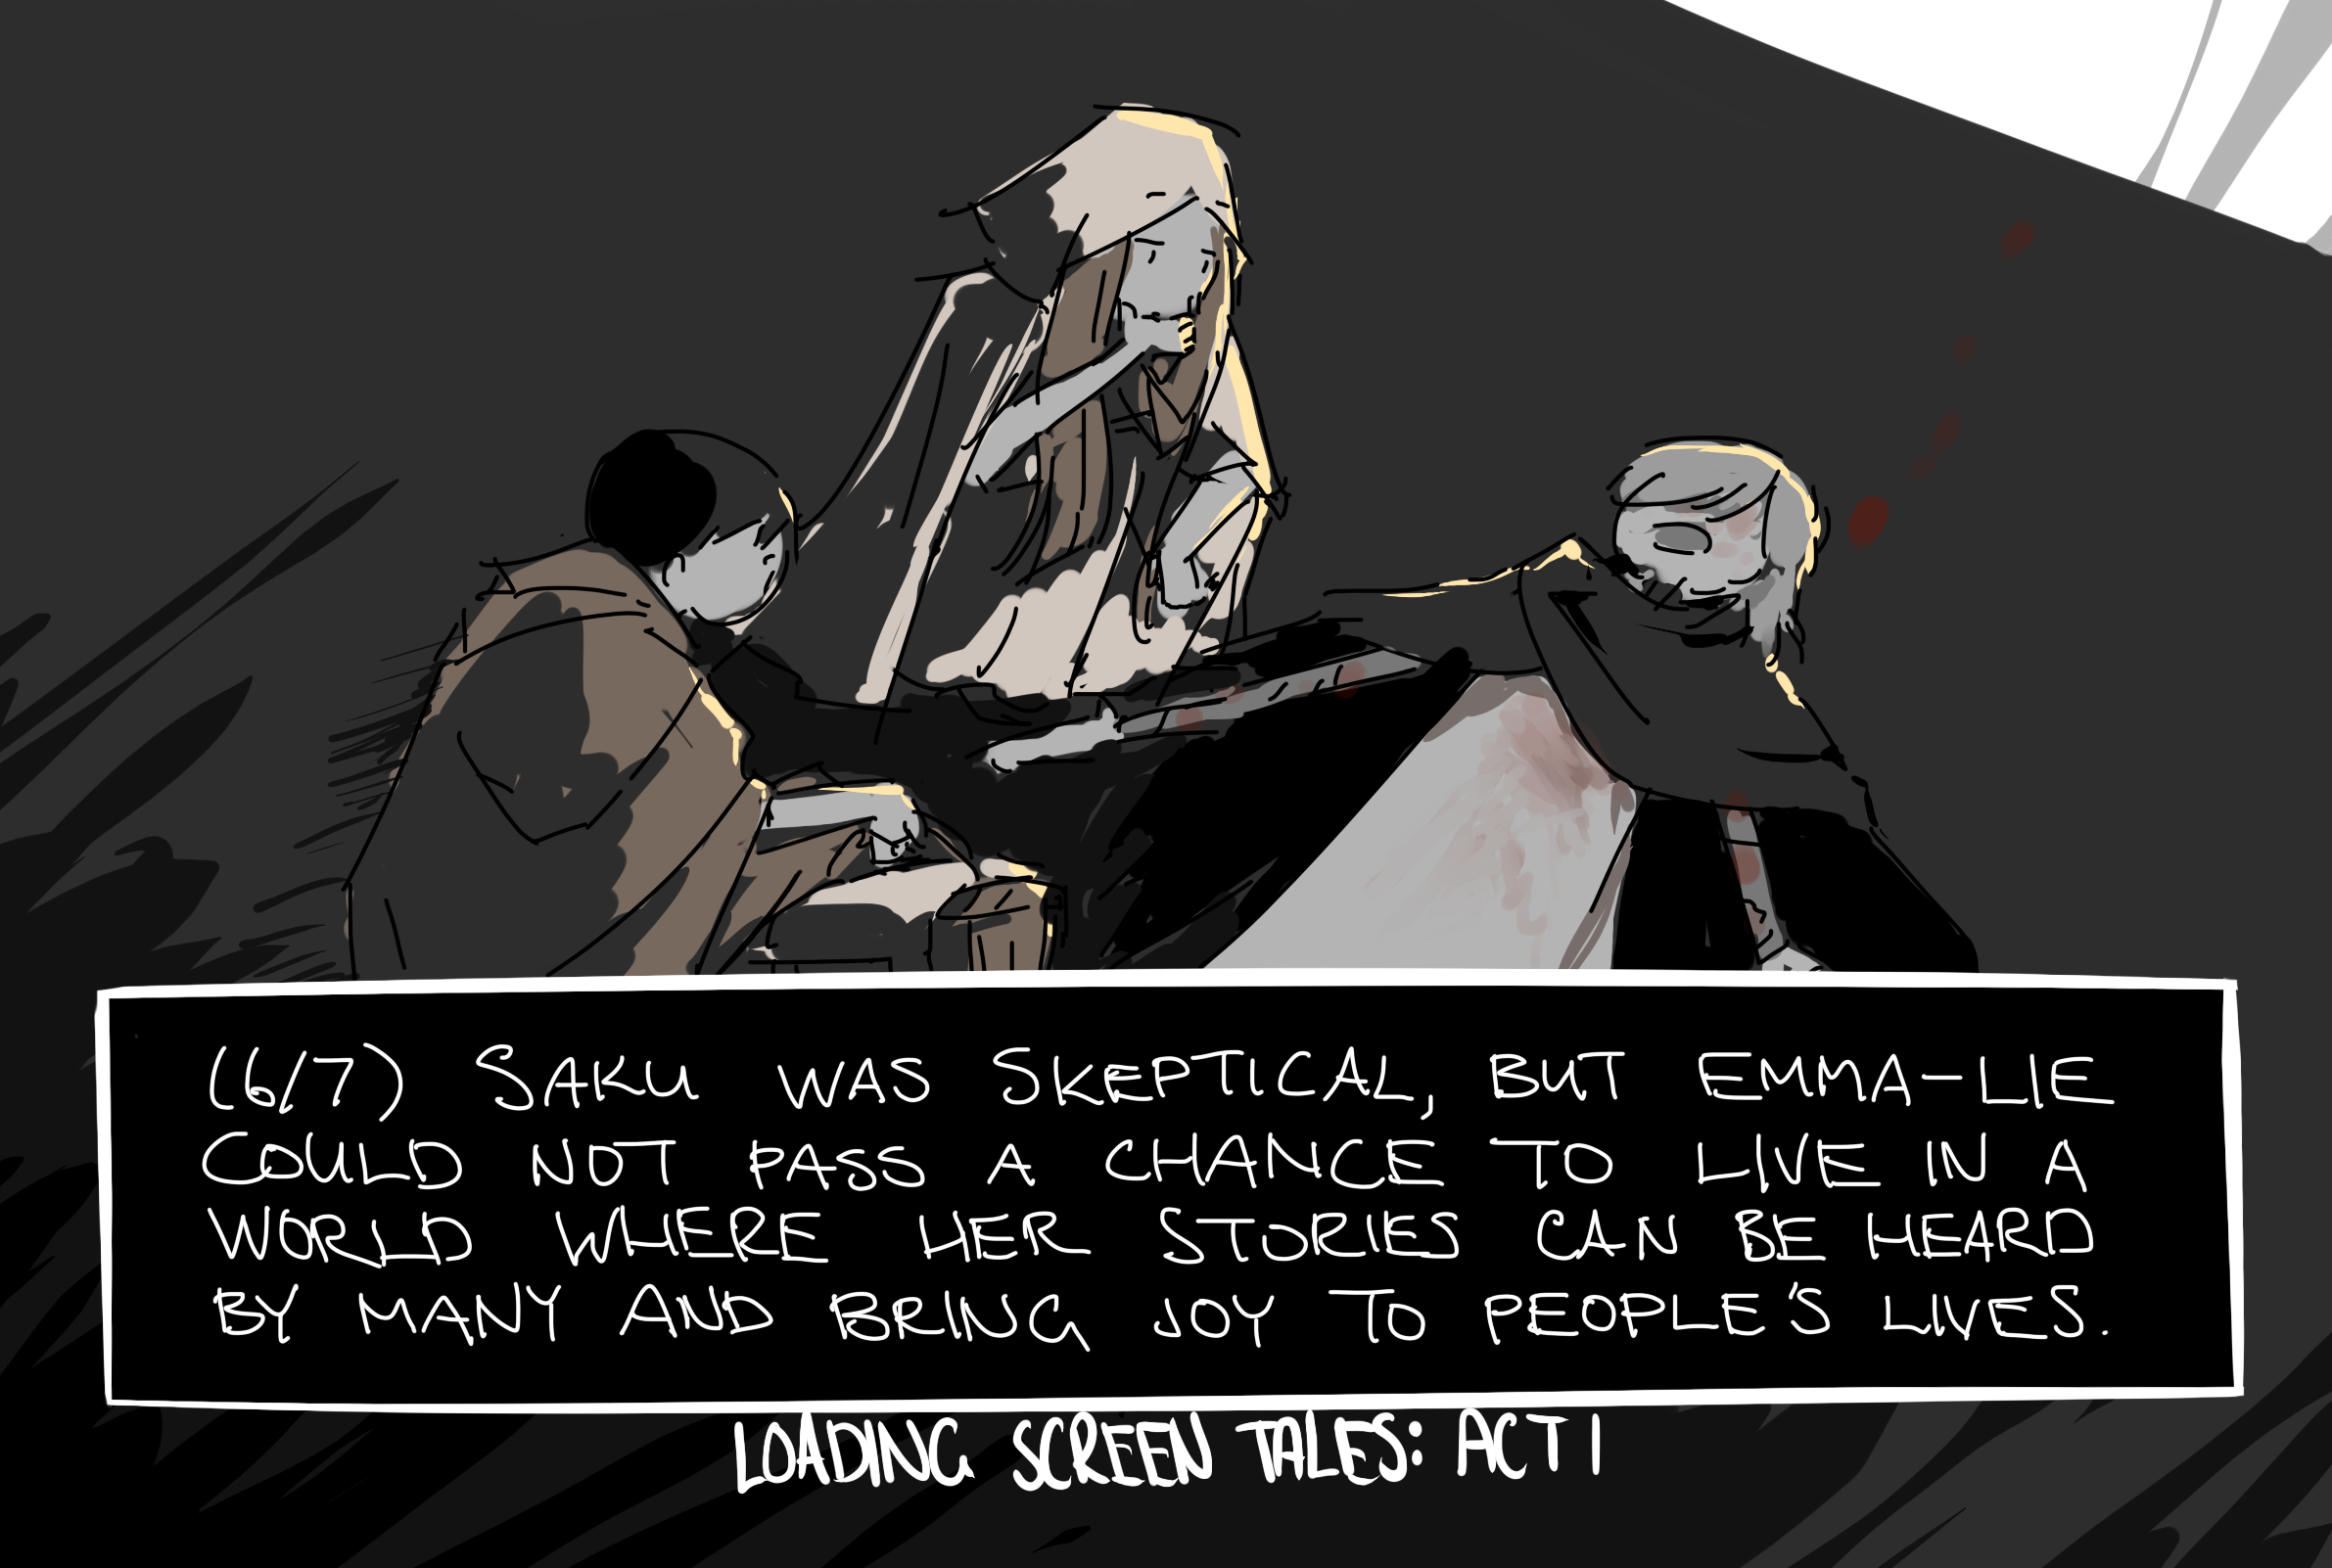 (6/7) SAKU WAS SKEPTICAL, BUT EMMA-LIE
COULD NOT PASS A CHANCE TO LIVE IN A
WORLD WHERE HER STORIES CAN BE HEARD
BY MANY AND BRING JOY TO PEOPLE'S LIVES.
LOADING SCREEN TALES: ACT I